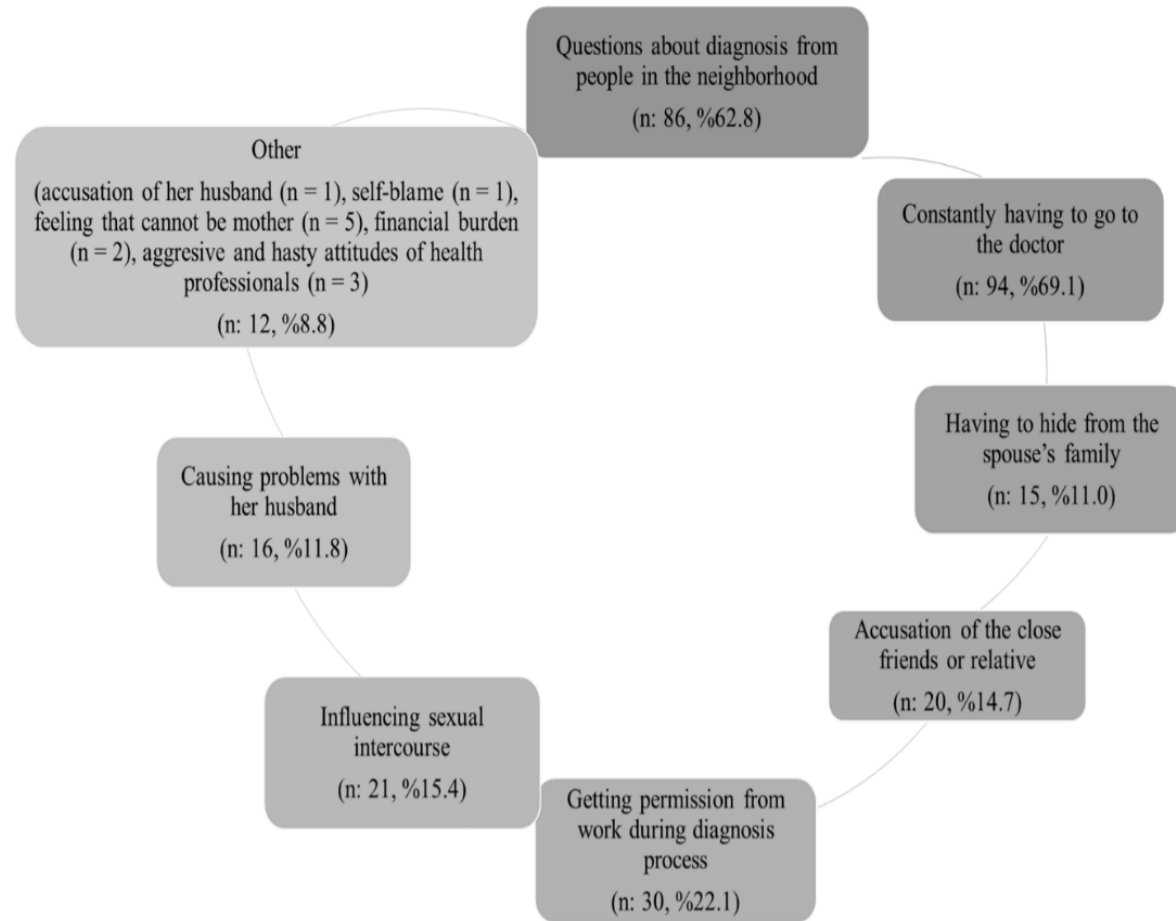 Questions about diagnosis from
people in the neighborhood
(n: 86, %62.8)
Constantly having to go to
the doctor
(n: 94, %69.1)
Having to hide from the
spouse’s family
(n: 15, %11.0)
Accusation of the close
friends or relative
(n: 20, %14.7)
Getting permission from
work during diagnosis
process
(n: 30, %22.1)
Influencing sexual
intercourse
(n: 21, %15.4)
Causing problems with
her husband
(n: 16, %11.8)
Other
(accusation of her husband (n = 1), self-blame (n = 1),
feeling that cannot be mother (n = 5), financial burden
(n = 2), aggresive and hasty attitudes of health
professionals (n = 3)
(n: 12, %8.8)